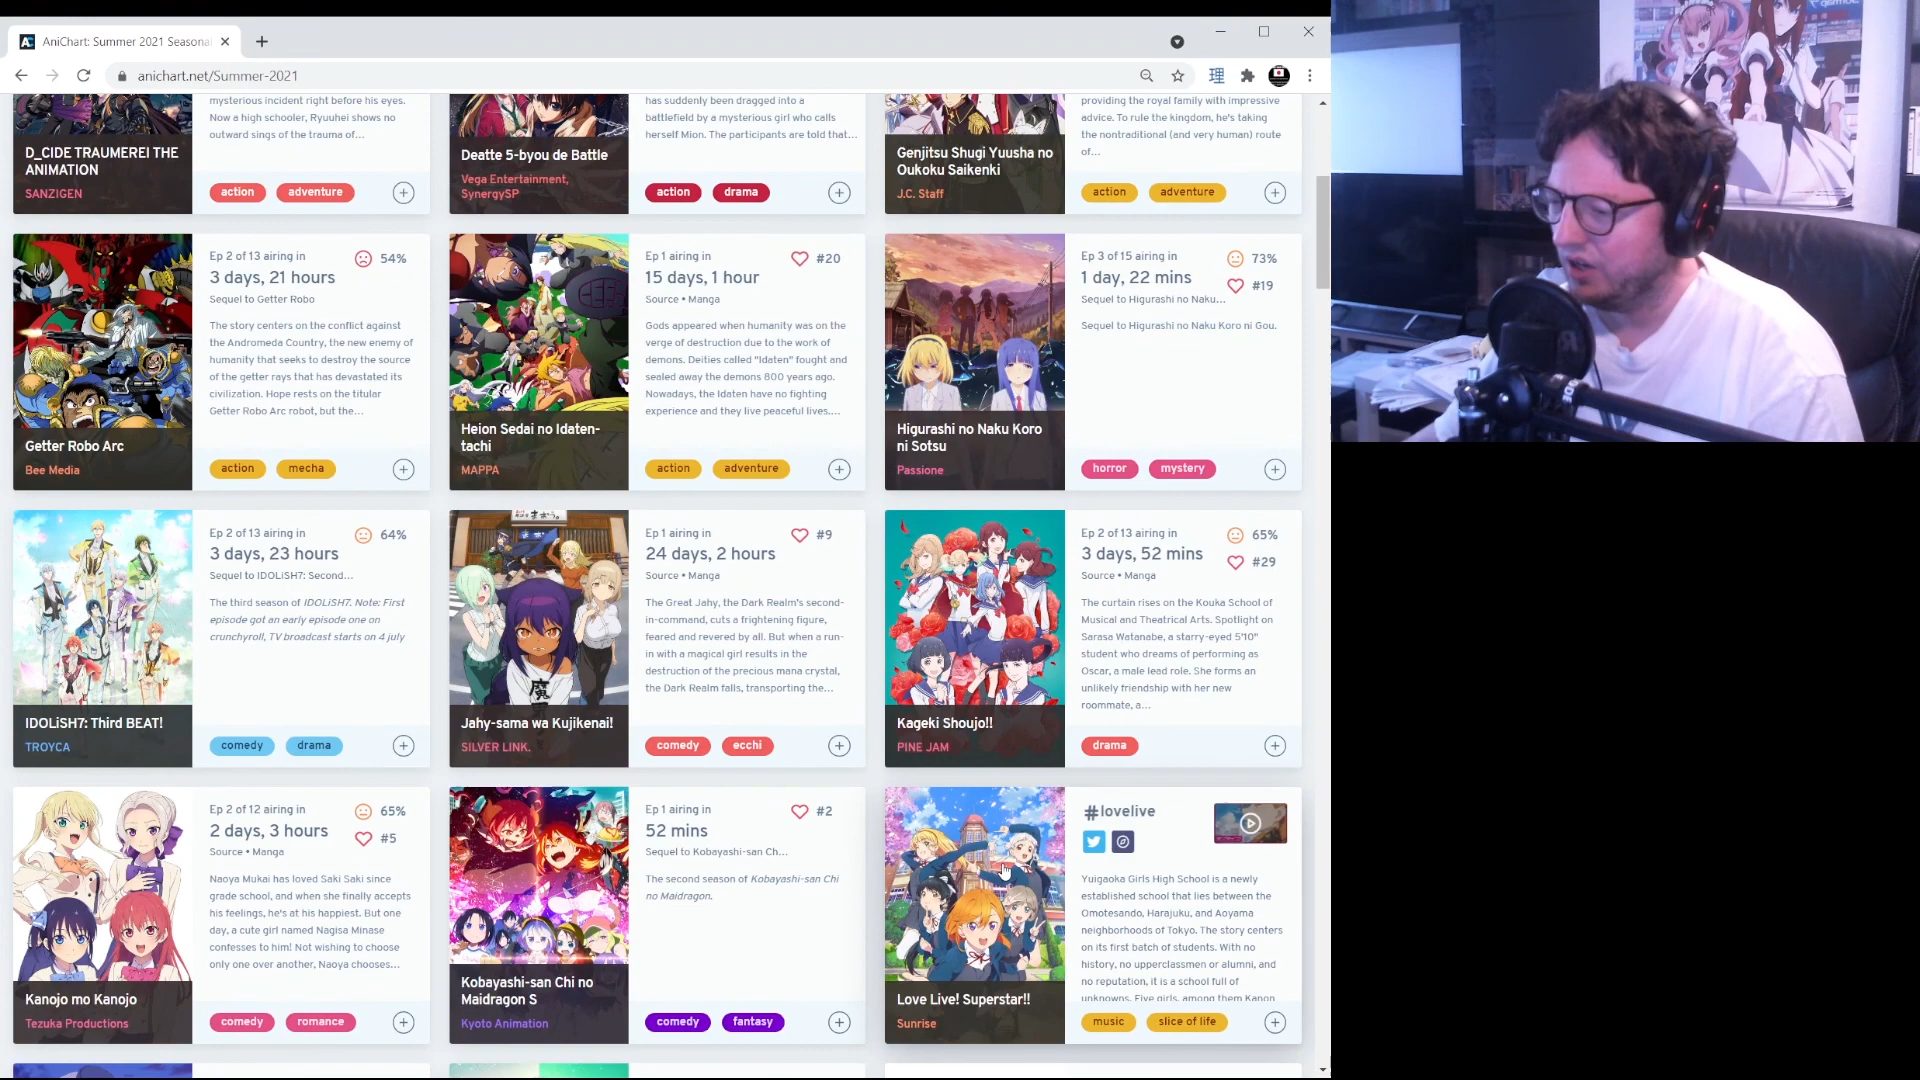 AniChart: Summer 2021 Seasona
anichart.net/Summer-2021
理
mysterious incident right before his eyes.
Now a high schooler, Ryuuhei shows no
outward sings of the trauma of...
D_CIDE TRAUMEREI THE
ANIMATION
SANZIGEN
action
adventure
has suddenly been dragged into a
battlefield by a mysterious girl who calls
herself Mion. The participants are told that...
Deatte 5-byou de Battle
Vega Entertainment,
SynergySP
action
drama
providing the royal family with impressive
advice. To rule the kingdom, he's taking
the nontraditional (and very human) route
of...
Genjitsu Shugi Yuusha no
Oukoku Saikenki
J.C. Staff
action
adventure
Ep 2 of 13 airing in
54%
3 days, 21 hours
Sequel to Getter Robo
The story centers on the conflict against
the Andromeda Country, the new enemy of
humanity that seeks to destroy the source
of the getter rays that has devastated its
civilization. Hope rests on the titular
Getter Robo Arc robot, but the...
Getter Robo Arc
Bee Media
action
mecha
Ep 1 airing in
#20
15 days, 1 hour
Source • Manga
Gods appeared when humanity was on the
verge of destruction due to the work of
demons. Deities called "Idaten" fought and
sealed away the demons 800 years ago.
Nowadays, the Idaten have no fighting
experience and they live peaceful lives....
Heion Sedai no Idaten-
tachi
MAPPA
action
adventure
Ep 3 of 15 airing in
73%
1 day, 22 mins
#19
Sequel to Higurashi no Naku...
Sequel to Higurashi no Naku Koro ni Gou.
Higurashi no Naku Koro
ni Sotsu
Passione
horror
mystery
Ep 2 of 13 airing in
64%
3 days, 23 hours
Sequel to IDOLiSH7: Second...
The third season of IDOLiSH7. Note: First
episode got an early episode one on
crunchyroll, TV broadcast starts on 4 july
IDOLiSH7: Third BEAT!
TROYCA
comedy
drama
Ep 1 airing in
#9
24 days, 2 hours
Source • Manga
The Great Jahy, the Dark Realm's second-
in-command, cuts a frightening figure,
feared and revered by all. But when a run-
in with a magical girl results in the
destruction of the precious mana crystal,
the Dark Realm falls, transporting the...
Jahy-sama wa Kujikenai!
SILVER LINK.
comedy
ecchi
Ep 2 of 13 airing in
65%
3 days, 52 mins
#29
Source • Manga
The curtain rises on the Kouka School of
Musical and Theatrical Arts. Spotlight on
Sarasa Watanabe, a starry-eyed 5'10"
student who dreams of performing as
Oscar, a male lead role. She forms an
unlikely friendship with her new
roommate, a...
Kageki Shoujo!!
PINE JAM
drama
Ep 2 of 12 airing in
65%
2 days, 3 hours
#5
Source • Manga
Naoya Mukai has loved Saki Saki since
grade school, and when she finally accepts
his feelings, he's at his happiest. But one
day, a cute girl named Nagisa Minase
confesses to him! Not wishing to choose
only one over another, Naoya chooses...
Kanojo mo Kanojo
Tezuka Productions
comedy
romance
Ep 1 airing in
#2
52 mins
Sequel to Kobayashi-san Ch...
The second season of Kobayashi-san Chi
no Maidragon.
Kobayashi-san Chi no
Maidragon S
Kyoto Animation
comedy
fantasy
#lovelive
Yuigaoka Girls High School is a newly
established school that lies between the
Omotesando, Harajuku, and Aoyama
neighborhoods of Tokyo. The story centers
on its first batch of students. With no
history, no upperclassmen or alumni, and
no reputation, it is a school full of
unknowns. Five girls, among them Kanon
Love Live! Superstar!!
Sunrise
music
slice of life